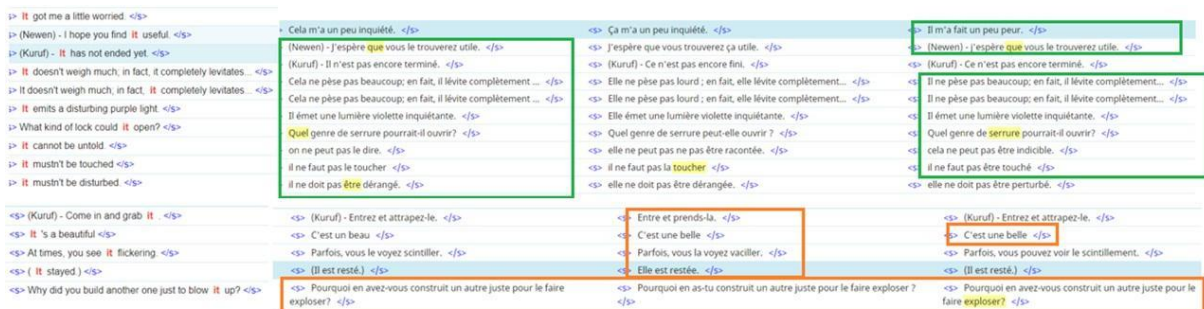 <s> It got me a little worried. </s>
<s> (Newen) - I hope you find it useful. </s>
<s> (Kuruf) - It has not ended yet. </s>
<s> It doesn't weigh much; in fact, it completely levitates... </s>
<s> It doesn't weigh much; in fact, it completely levitates... </s>
<s> It emits a disturbing purple light. </s>
<s> What kind of lock could it open? </s>
<s> it cannot be untold. </s>
<s> It mustn't be touched </s>
<s> it mustn't be disturbed. </s>
Cela m'a un peu inquiété. </s>
(Newen) - J'espère que vous le trouverez utile. </s>
(Kuruf) - Il n'est pas encore terminé. </s>
Cela ne pèse pas beaucoup; en fait, il lévite complètement ... </s>
Cela ne pèse pas beaucoup; en fait, il lévite complètement ... </s>
Il émet une lumière violette inquiétante. </s>
Quel genre de serrure pourrait-il ouvrir? </s>
on ne peut pas le dire. </s>
il ne faut pas le toucher </s>
il ne doit pas être dérangé. </s>
<s> Ça m'a un peu inquiété. </s>
<s> J'espère que vous trouverez ça utile. </s>
<s> (Kuruf) - Ce n'est pas encore fini. </s>
<s> Elle ne pèse pas lourd ; en fait, elle lévite complètement... </s>
<s> Elle ne pèse pas lourd ; en fait, elle lévite complètement... </s>
<s> Elle émet une lumière violette inquiétante. </s>
<s> Quel genre de serrure peut-elle ouvrir ? </s>
<s> elle ne peut pas ne pas être racontée. </s>
<s> il ne faut pas la toucher </s>
<s> elle ne doit pas être dérangée. </s>
<s> Il m'a fait un peu peur. </s>
<s> (Newen) - j'espère que vous le trouverez utile. </s>
<s> (Kuruf) - Ce n'est pas encore terminé. </s>
<s> Il ne pèse pas beaucoup; en fait, il lévite complètement... </s>
<s> Il ne pèse pas beaucoup; en fait, il lévite complètement... </s>
<s> Il émet une lumière violette inquiétante. </s>
<s> Quel genre de serrure pourrait-il ouvrir? </s>
<s> cela ne peut pas être indicible. </s>
<s> il ne faut pas être touché </s>
<s> elle ne doit pas être perturbé. </s>
<s> (Kuruf) - Come in and grab it . </s>
<s> It 's a beautiful </s>
<s> At times, you see it flickering. </s>
<s> ( It stayed.) </s>
<s> Why did you build another one just to blow it up? </s>
<s> (Kuruf) - Entrez et attrapez-le. </s>
<s> C'est un beau </s>
<s> Parfois, vous le voyez scintiller. </s>
<s> (Il est resté.) </s>
<s> Pourquoi en avez-vous construit un autre juste pour le faire
exploser? </s>
<s> Entre et prends-la. </s>
<s> C'est une belle </s>
<s> Parfois, vous la voyez vaciller. </s>
<s> Elle est restée. </s>
<s> Pourquoi en as-tu construit un autre juste pour le faire exploser ?
</s>
<s> (Kuruf) - Entrez et attrapez-le. </s>
<s> C'est une belle </s>
<s> Parfois, vous pouvez voir le scintillement. </s>
<s> (Il est resté.) </s>
<s> Pourquoi en avez-vous construit un autre juste pour le
faire exploser? </s>